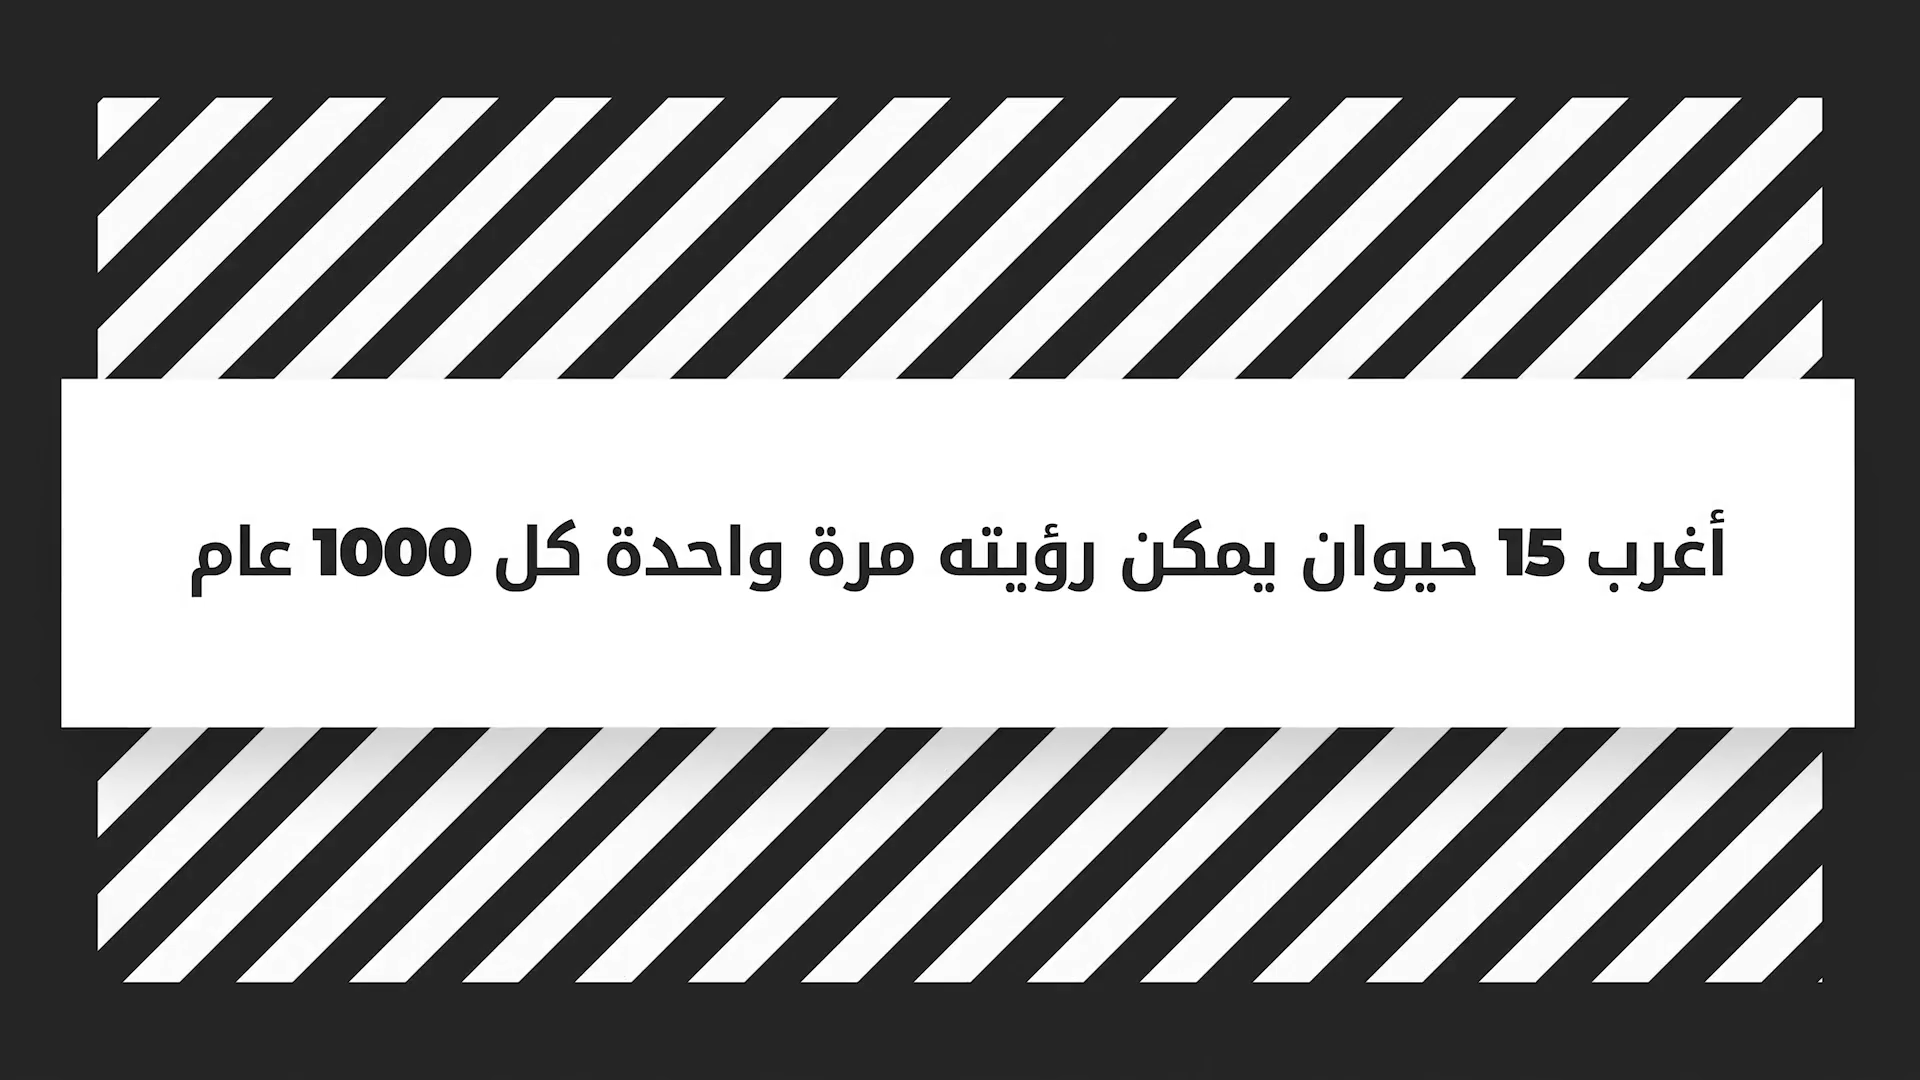 أغرب 15 حيوان يمكن رؤيته مرة واحدة كل 1000 عام